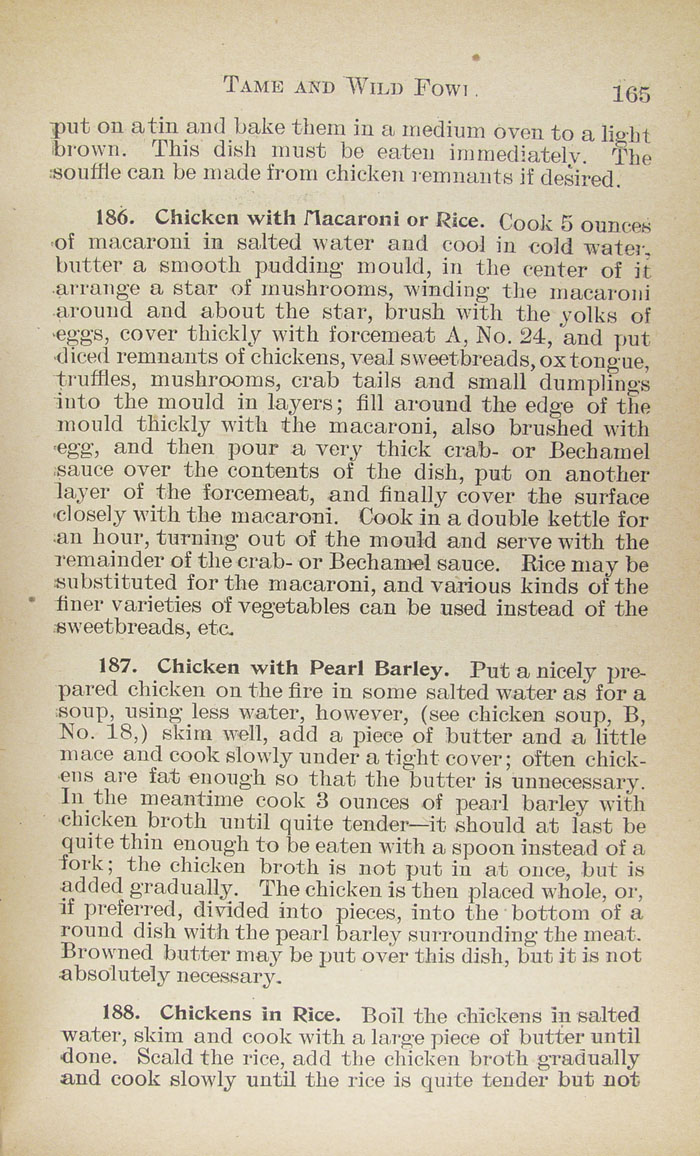 TAME AND WILD FOWL. 165
put on a tin and bake them in a medium oven to a light
brown. This dish must be eaten immediately. The
souffle can be made from chicken remnants if desired.
186. Chicken with Macaroni or Rice. Cook 5 ounces
of macaroni in salted water and cool in cold water,
butter a smooth pudding mould, in the center of it
arrange a star of mushrooms, winding the macaroni
around and about the star, brush with the yolks of
eggs, cover thickly with forcemeat A, No. 24, and put
diced remnants of chickens, veal sweetbreads, ox tongue,
truffles, mushrooms, crab tails and small dumplings
into the mould in layers; fill around the edge of the
mould thickly with the macaroni, also brushed with
egg, and then pour a very thick crab- or Bechamel
sauce over the contents of the dish, put on another
layer of the forcemeat, and finally cover the surface
closely with the macaroni. Cook in a double kettle for
an hour, turning out of the mould and serve with the
remainder of the crab- or Bechamel sauce. Rice may be
substituted for the macaroni, and various kinds of the
finer varieties of vegetables can be used instead of the
sweetbreads, etc.
187. Chicken with Pearl Barley. Put a nicely pre-
pared chicken on the fire in some salted water as for a
soup, using less water, however, (see chicken soup, B,
No. 18,) skim well, add a piece of butter and a little
mace and cook slowly under a tight cover; often chick-
ens are fat enough so that the butter is unnecessary.
In the meantime cook 3 ounces of pearl barley with
chicken broth until quite tender—it should at last be
quite thin enough to be eaten with a spoon instead of a
fork; the chicken broth is not put in at once, but is
added gradually. The chicken is then placed whole, or,
if preferred, divided into pieces, into the bottom of a
round dish with the pearl barley surrounding the meat.
Browned butter may be put over this dish, but it is not
absolutely necessary.
188. Chickens in Rice. Boil the chickens in salted
water, skim and cook with a large piece of butter until
done. Scald the rice, add the chicken broth gradually
and cook slowly until the rice is quite tender but not